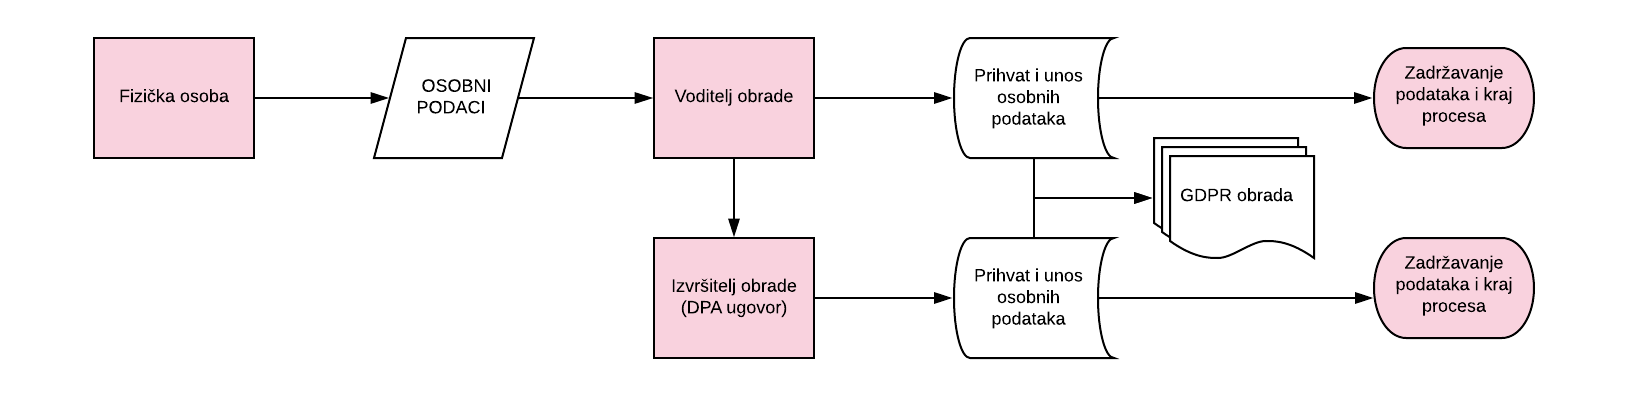 Fizička osoba
OSOBNI
PODACI
Voditelj obrade
Prihvat i unos
osobnih
podataka
Zadržavanje
podataka i kraj
procesa
GDPR obrada
Izvršitelj obrade
(DPA ugovor)
Prihvat i unos
osobnih
podataka
Zadržavanje
podataka i kraj
procesa